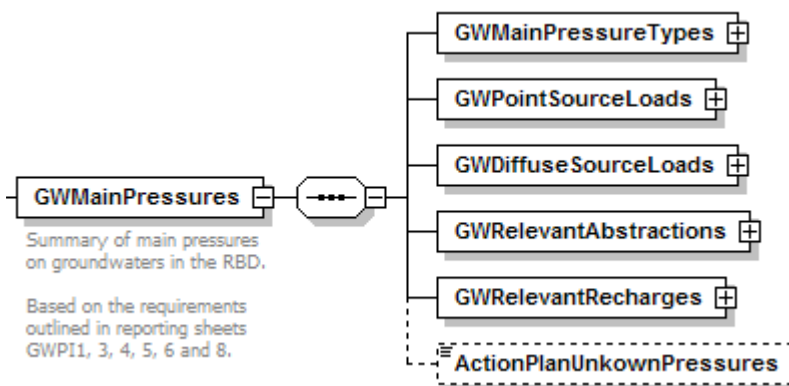 GWMainPressureTypes
GWPointSourceLoads
GWDiffuseSourceLoads
GWMainPressures
Summary of main pressures
on groundwaters in the RBD.
Based on the requirements
outlined in reporting sheets
GWPI1, 3, 4, 5, 6 and 8.
GWRelevantAbstractions
GWRelevantRecharges
ActionPlanUnkownPressures